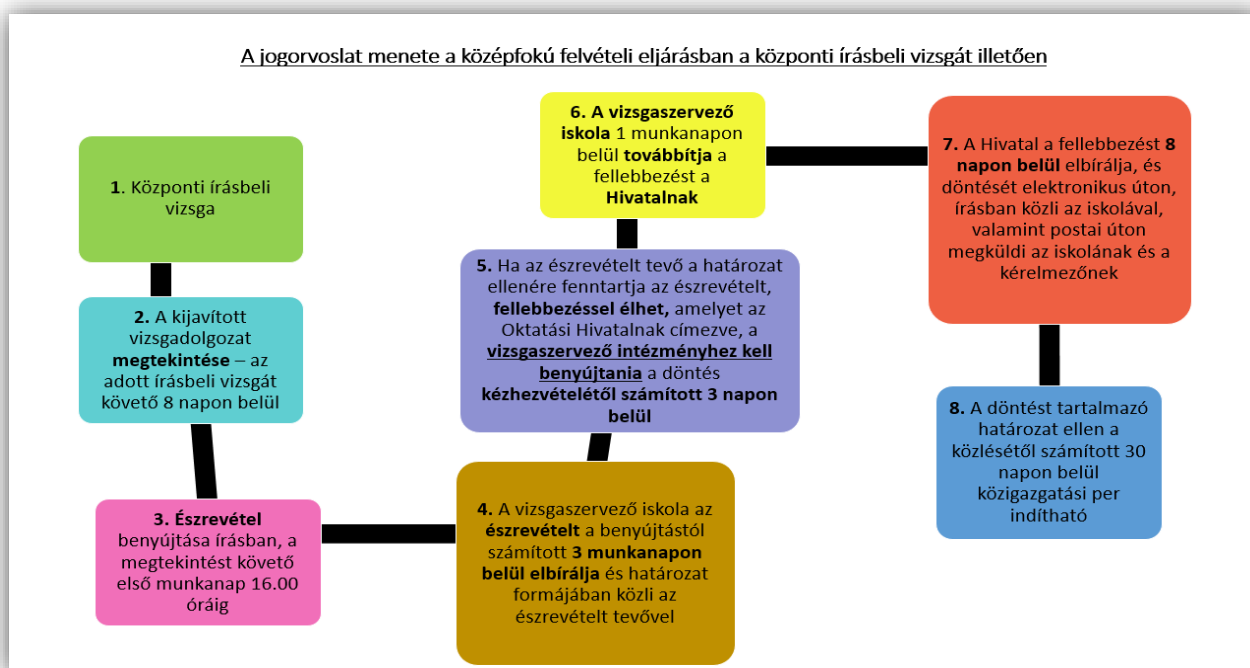 A jogorvoslat menete a középfokú felvételi eljárásban a központi írásbeli vizsgát illetően
1. Központi írásbeli
vizsga
2. A kijavított
vizsgadolgozat
megtekintése – az
adott írásbeli vizsgát
követő 8 napon belül
3. Észrevétel
benyújtása írásban, a
megtekintést követő
első munkanap 16.00
óráig
4. A vizsgaszervező iskola az
észrevételt a benyújtástól
számított 3 munkanapon
belül elbírálja és határozat
formájában közli az
észrevételt tevővel
5. Ha az észrevételt tevő a határozat
ellenére fenntartja az észrevételt,
fellebbezéssel élhet, amelyet az
Oktatási Hivatalnak címezve, a
vizsgaszervező intézményhez kell
benyújtania a döntés
kézhezvételétől számított 3 napon
belül
6. A vizsgaszervező
iskola 1 munkanapon
belül továbbítja a
fellebbezést a
Hivatalnak
7. A Hivatal a fellebbezést 8
napon belül elbírálja, és
döntését elektronikus úton,
írásban közli az iskolával,
valamint postai úton
megküldi az iskolának és a
kérelmezőnek
8. A döntést tartalmazó
határozat ellen a
közlésétől számított 30
napon belül
közigazgatási per
indítható